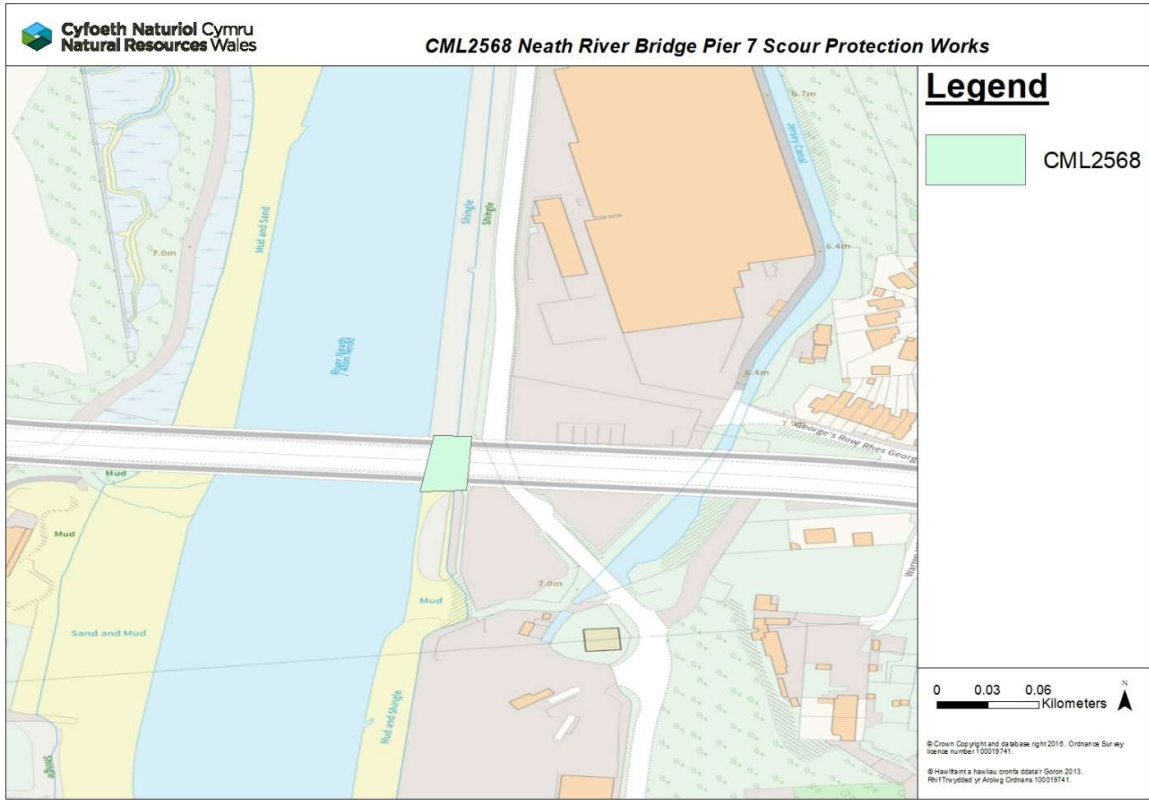 Cyfoeth Naturiol Cymru
Natural Resources Wales
CML2568 Neath River Bridge Pier 7 Scour Protection Works
Legend
CML2568
6.7m
Jersey Canal
Shingle
Shingle
Mud and Sand
7.0m
6.4m
River Neath
/ Afon Nedd
6.4m
George's Row Rhes Georg
Mud
Mud
7.0m
Mud
Sand and Mud
Mud and Shingle
Shingle
0 0.03 0.06
Kilometers
N
© Crown Copyright and database right 2016. Ordnance Survey
licence number 100019741.
© Hawlfraint a hawliau cronfa ddata'r Goron 2013.
Rhif Trwydded yr Arolwg Ordnans 100019741.